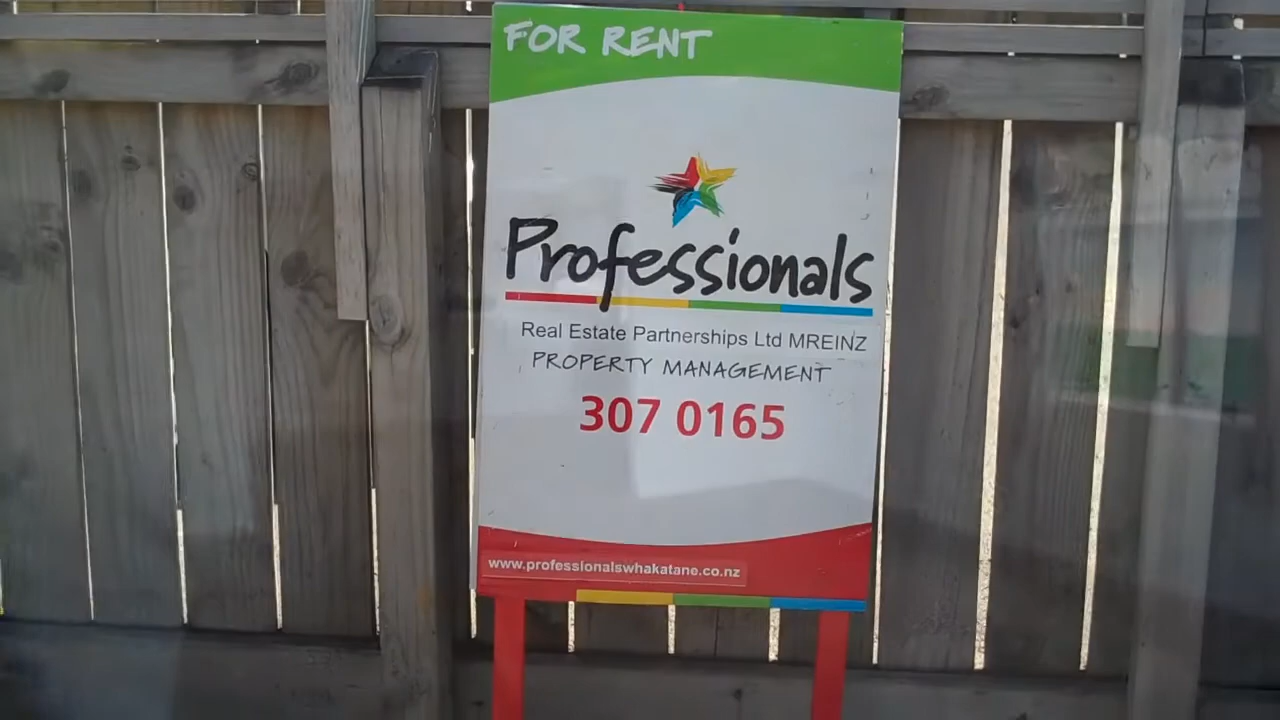 FOR RENT
Professionals
Real Estate Partnerships Ltd MREINZ
PROPERTY MANAGEMENT
307 0165
www.professionalswhakatane.co.nz